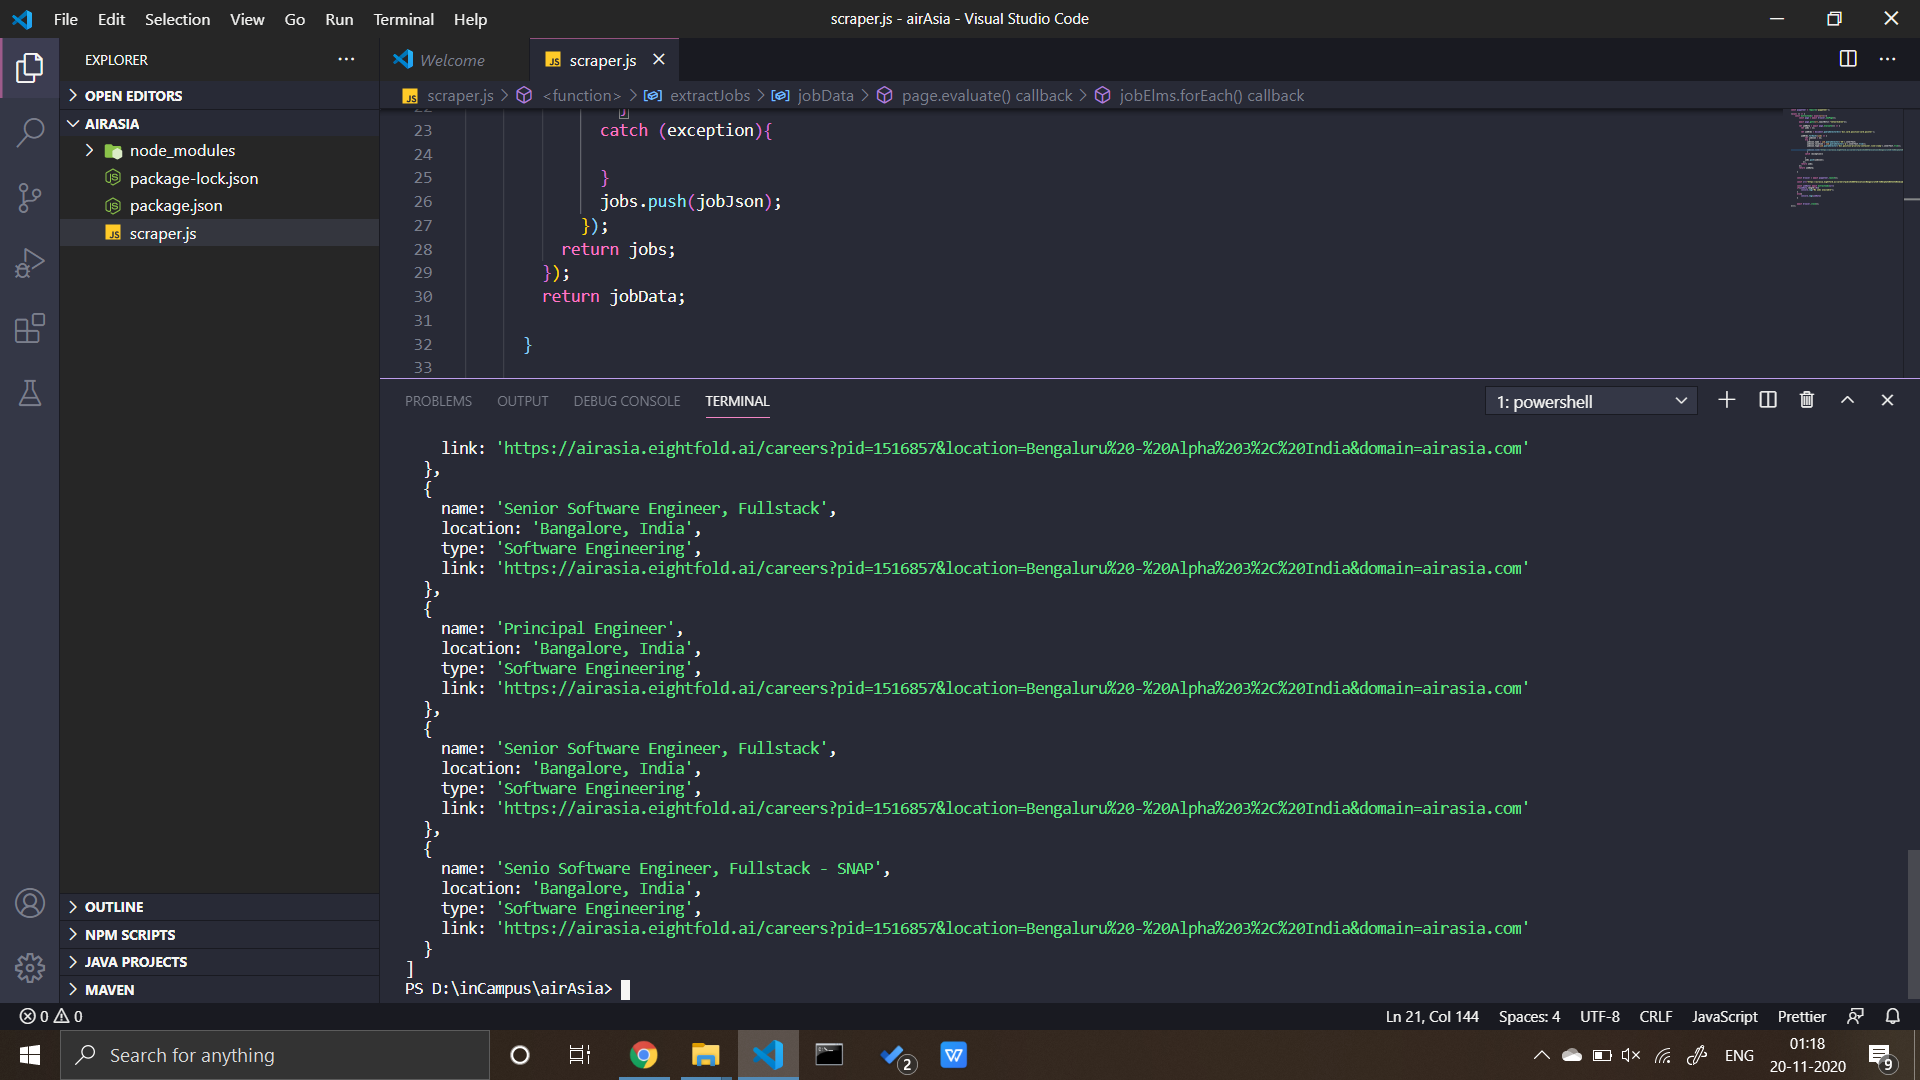 File Edit Selection View Go Run Terminal Help
scraper.js - airAsia - Visual Studio Code
EXPLORER
Welcome
scraper.js
OPEN EDITORS
scraper.js > <function> > extractJobs > jobData > page.evaluate() callback > jobElms.forEach() callback
AIRASIA
node_modules
package-lock.json
package.json
scraper.js
23 catch (exception){
24
25 }
26 jobs.push(jobJson);
27 });
28 return jobs;
29 });
30 return jobData;
31
32 }
33
PROBLEMS OUTPUT DEBUG CONSOLE TERMINAL
1: powershell
link: 'https://airasia.eightfold.ai/careers?pid=1516857&location=Bengaluru%20-%20Alpha%203%2C%20India&domain=airasia.com'
},
{
name: 'Senior Software Engineer, Fullstack',
location: 'Bangalore, India',
type: 'Software Engineering',
link: 'https://airasia.eightfold.ai/careers?pid=1516857&location=Bengaluru%20-%20Alpha%203%2C%20India&domain=airasia.com'
},
{
name: 'Principal Engineer',
location: 'Bangalore, India',
type: 'Software Engineering',
link: 'https://airasia.eightfold.ai/careers?pid=1516857&location=Bengaluru%20-%20Alpha%203%2C%20India&domain=airasia.com'
},
{
name: 'Senior Software Engineer, Fullstack',
location: 'Bangalore, India',
type: 'Software Engineering',
link: 'https://airasia.eightfold.ai/careers?pid=1516857&location=Bengaluru%20-%20Alpha%203%2C%20India&domain=airasia.com'
},
{
name: 'Senio Software Engineer, Fullstack - SNAP',
location: 'Bangalore, India',
type: 'Software Engineering',
link: 'https://airasia.eightfold.ai/careers?pid=1516857&location=Bengaluru%20-%20Alpha%203%2C%20India&domain=airasia.com'
}
]
PS D:\inCampus\airAsia>
OUTLINE
NPM SCRIPTS
JAVA PROJECTS
MAVEN
0 0
Ln 21, Col 144 Spaces: 4 UTF-8 CRLF JavaScript Prettier
Search for anything
2
W
ENG
01:18
20-11-2020
9